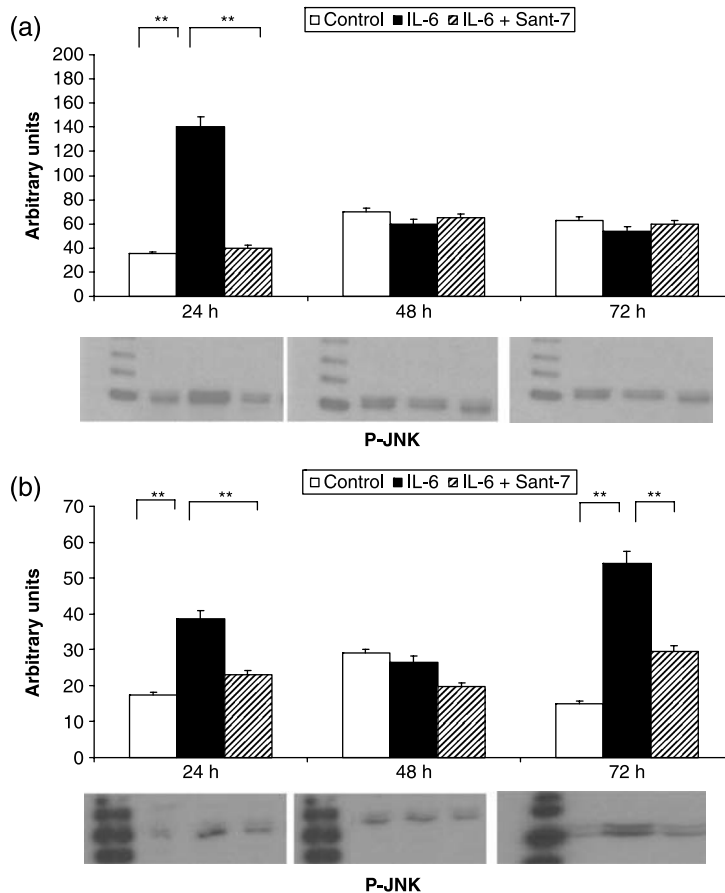 (a)
Control IL-6 IL-6 + Sant-7
** **
Arbitrary units
200
180
160
140
120
100
80
60
40
20
0
24 h 48 h 72 h
P-JNK
(b)
Control IL-6 IL-6 + Sant-7
** ** ** **
Arbitrary units
70
60
50
40
30
20
10
0
24 h 48 h 72 h
P-JNK